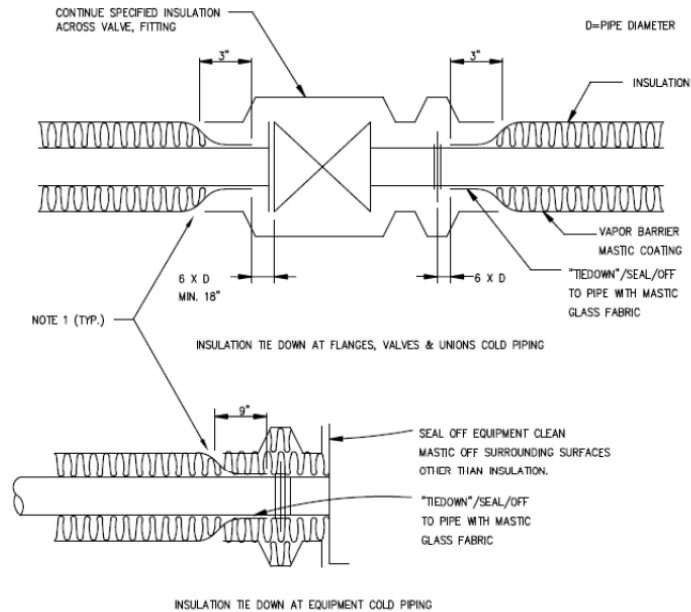 CONTINUE SPECIFIED INSULATION
ACROSS VALVE, FITTING
D=PIPE DIAMETER
3"
3"
INSULATION
VAPOR BARRIER
MASTIC COATING
6 X D
MIN. 18"
6 X D
"TIEDOWN"/SEAL/OFF
TO PIPE WITH MASTIC
GLASS FABRIC
NOTE 1 (TYP.)
INSULATION TIE DOWN AT FLANGES, VALVES & UNIONS COLD PIPING
9"
SEAL OFF EQUIPMENT CLEAN
MASTIC OFF SURROUNDING SURFACES
OTHER THAN INSULATION.
"TIEDOWN"/SEAL/OFF
TO PIPE WITH MASTIC
GLASS FABRIC
INSULATION TIE DOWN AT EQUIPMENT COLD PIPING